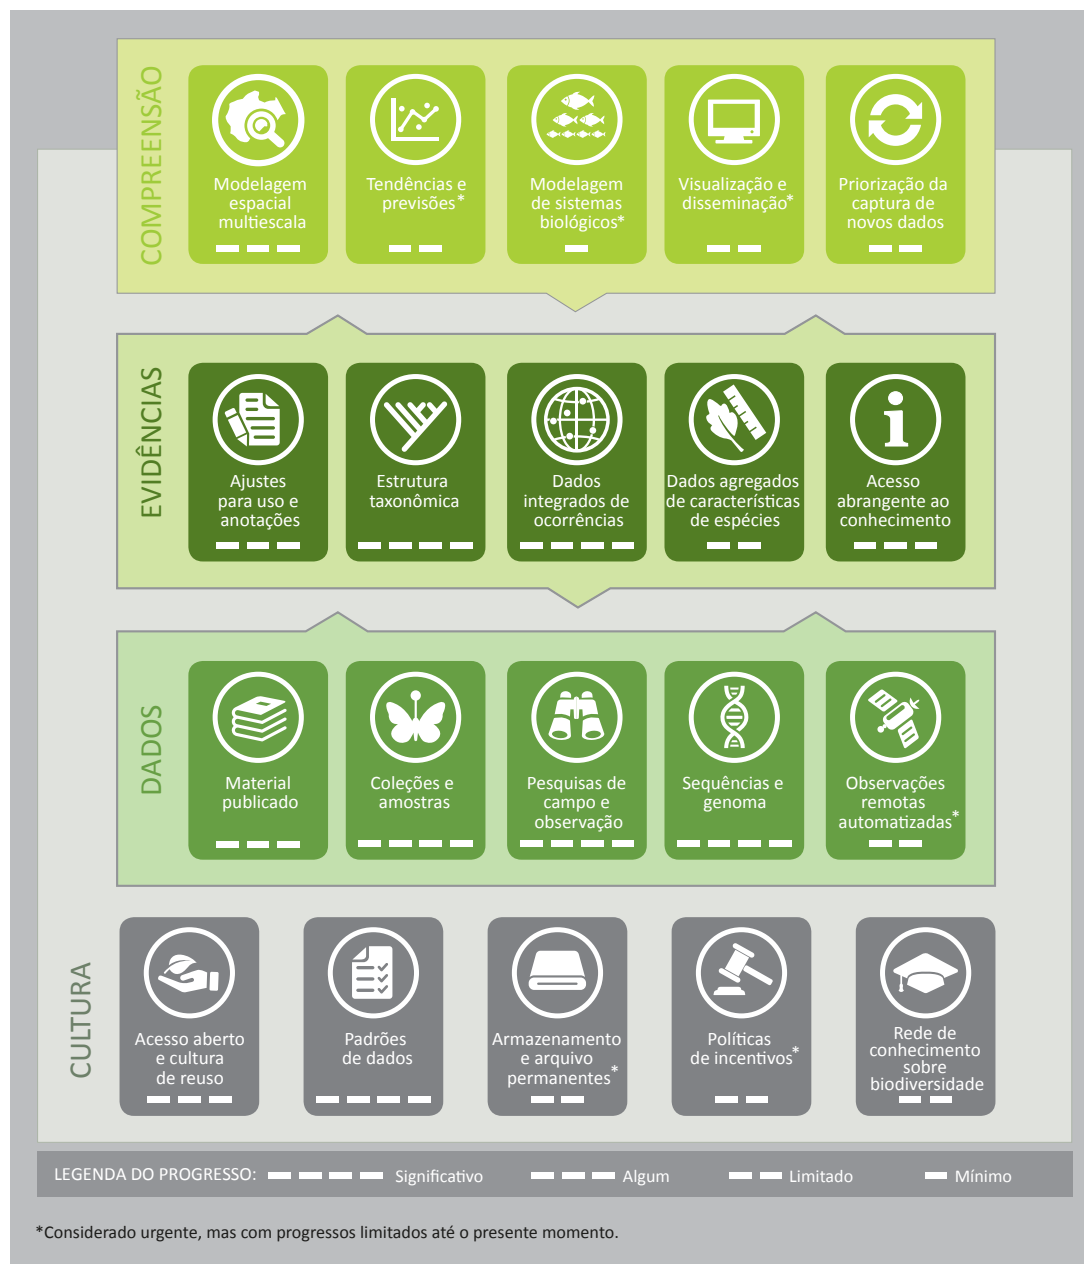 COMPREENSÃO
Modelagem
espacial
multiescala
Tendências e
previsões*
Modelagem
de sistemas
biológicos*
Visualização e
disseminação*
Priorização da
captura de
novos dados
EVIDÊNCIAS
Ajustes
para uso e
anotações
Estrutura
taxonômica
Dados
integrados de
ocorrências
Dados agregados
de características
de espécies
Acesso
abrangente ao
conhecimento
DADOS
Material
publicado
Coleções e
amostras
Pesquisas de
campo e
observação
Sequências e
genoma
Observações
remotas
automatizadas*
CULTURA
Acesso aberto
e cultura
de reuso
Padrões
de dados
Armazenamento
e arquivo
permanentes*
Políticas
de incentivos*
Rede de
conhecimento
sobre
biodiversidade
LEGENDA DO PROGRESSO: Significativo Algum Limitado Mínimo
*Considerado urgente, mas com progressos limitados até o presente momento.